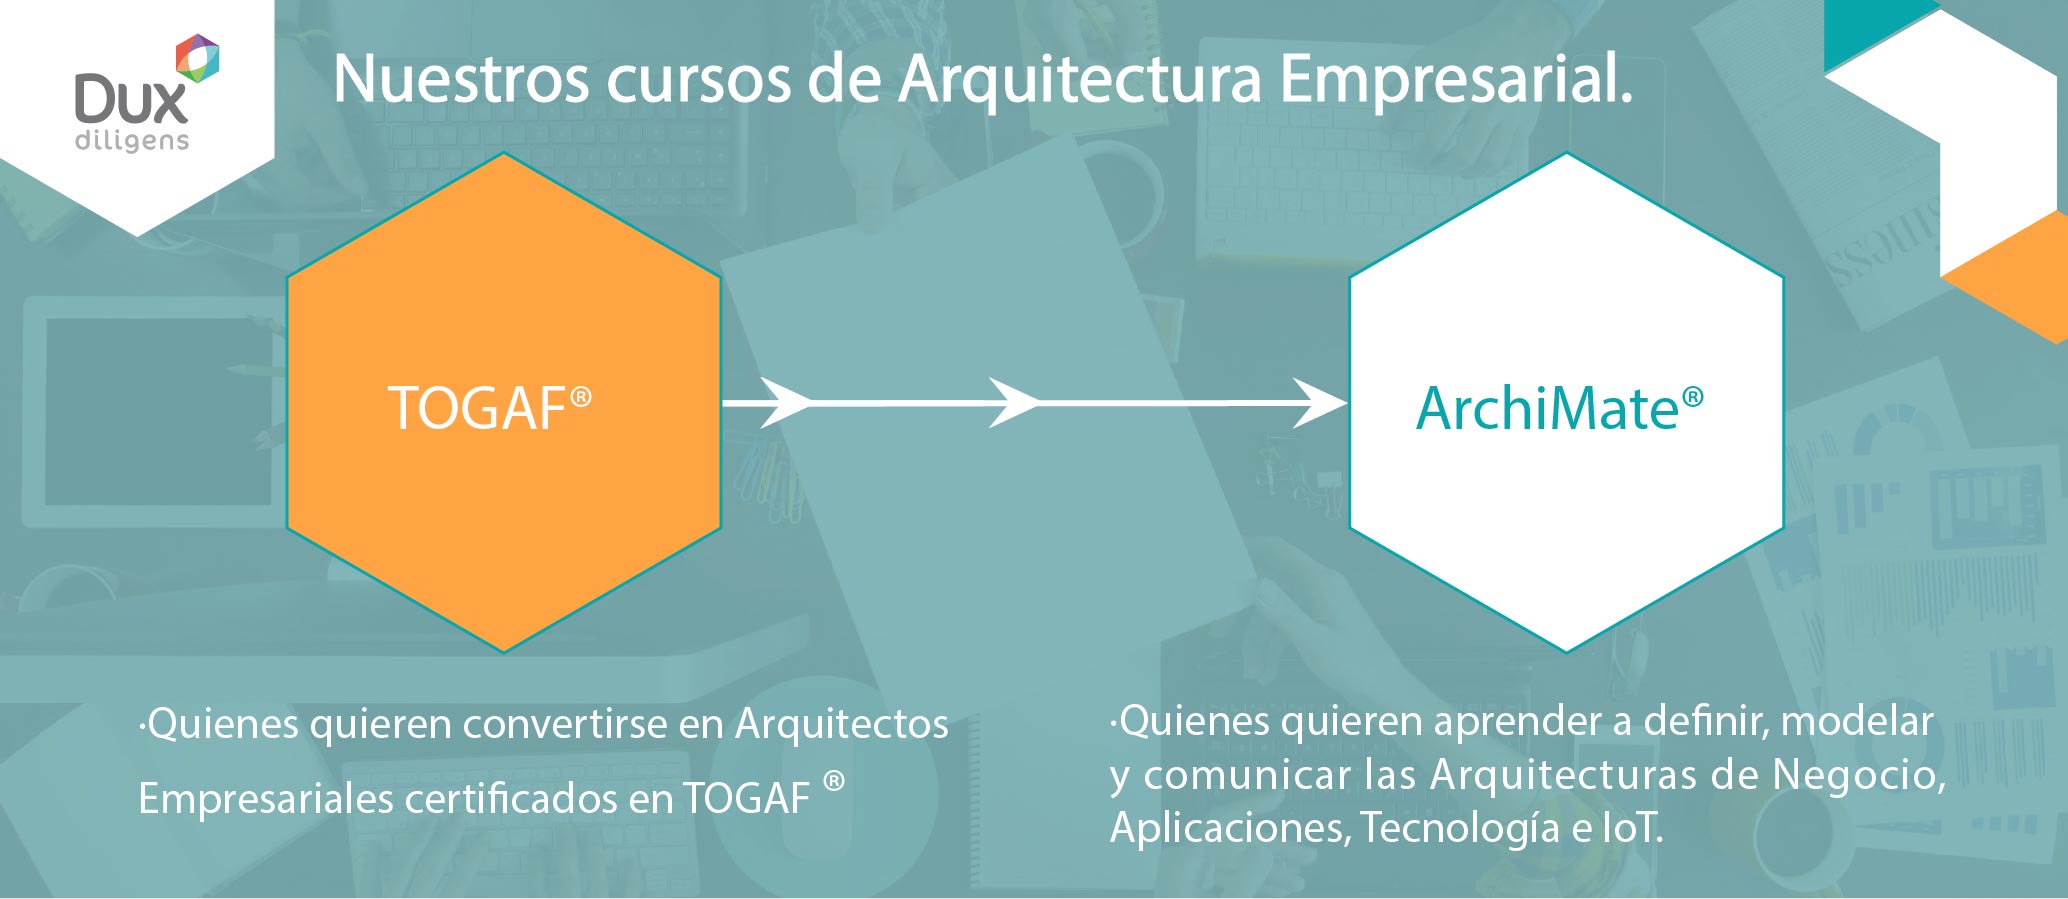 Dux
diligens
Nuestros cursos de Arquitectura Empresarial.
TOGAF®
ArchiMate®
·Quienes quieren convertirse en Arquitectos
Empresariales certificados en TOGAF ®
·Quienes quieren aprender a definir, modelar
y comunicar las Arquitecturas de Negocio,
Aplicaciones, Tecnología e IoT.